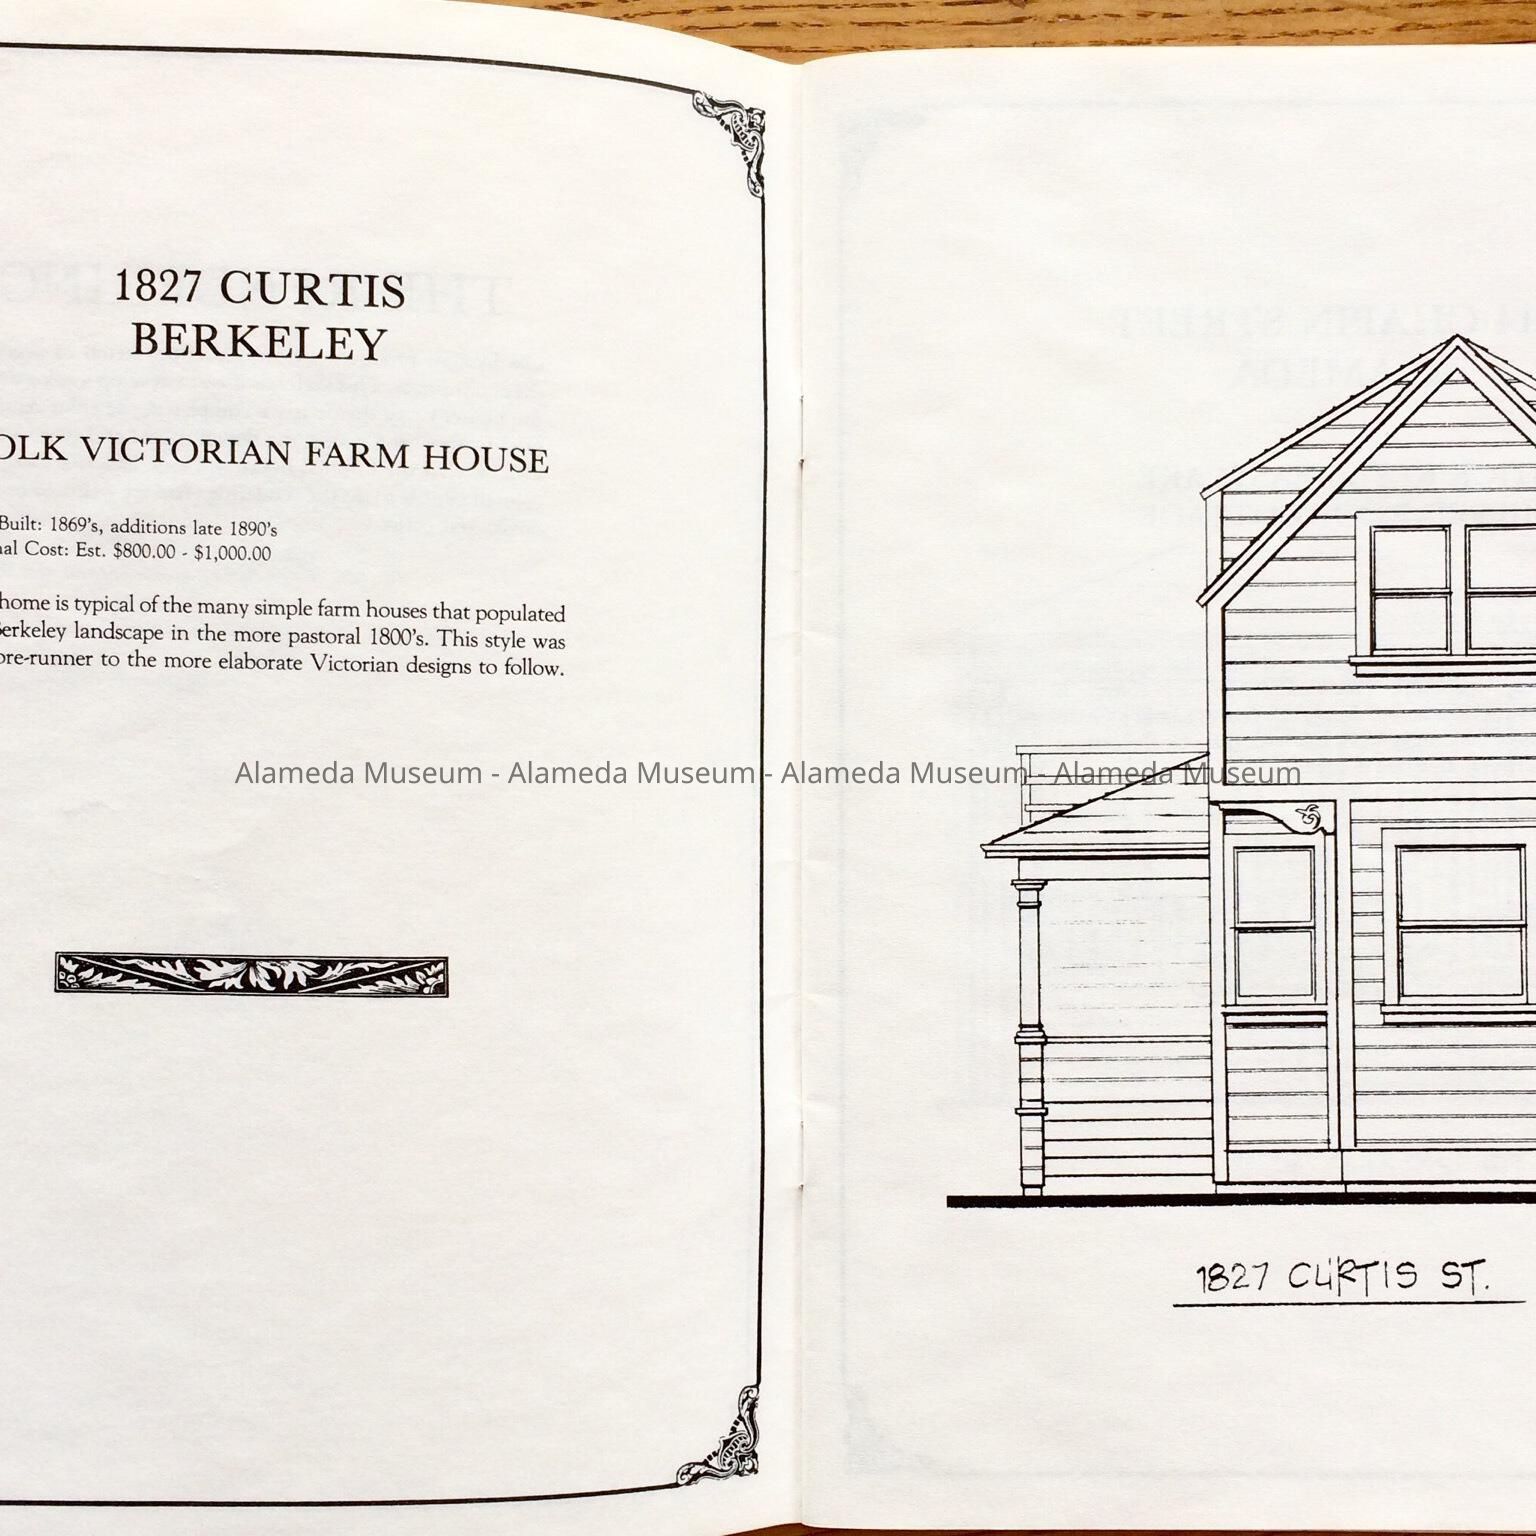 1827 CURTIS
BERKELEY
OLK VICTORIAN FARM HOUSE
Built: 1869's, additions late 1890's
al Cost: Est. $800.00 - $1,000.00
home is typical of the many simple farm houses that populated
erkeley landscape in the more pastoral 1800's. This style was
ore-runner to the more elaborate Victorian designs to follow.
Alameda Museum - Alameda Museum - Alameda Museum - Alameda Museum
1827 CURTIS ST.